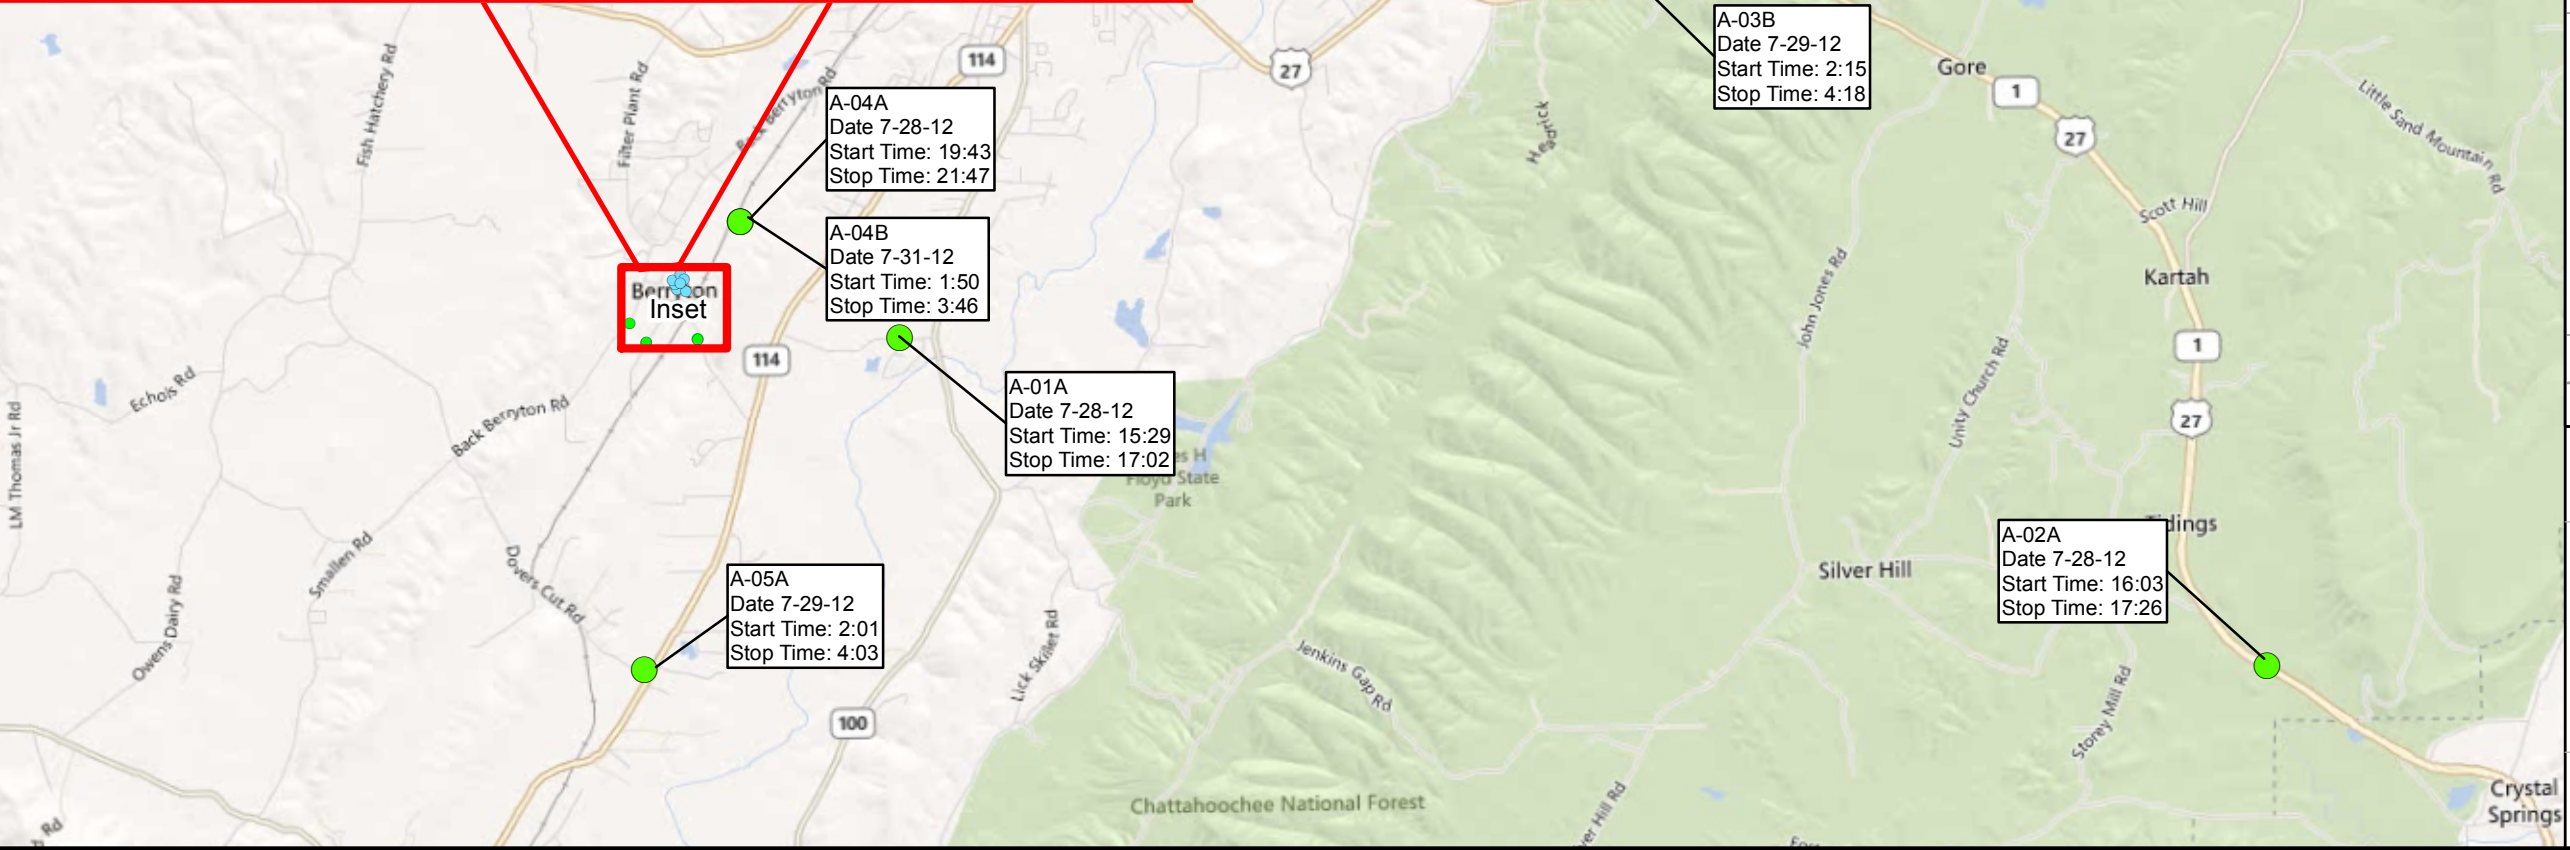 A-03B
Date 7-29-12
Start Time: 2:15
Stop Time: 4:18
114
27
Gore
1
27
Little Sand Mountain Rd
Fish Hatchery Rd
Filter Plant Rd
Back Berryton Rd
A-04A
Date 7-28-12
Start Time: 19:43
Stop Time: 21:47
Scott Hill
A-04B
Date 7-31-12
Start Time: 1:50
Stop Time: 3:46
Inset
John Jones Rd
Kartah
1
114
Echols Rd
Back Berryton Rd
LM Thomas Jr Rd
A-01A
Date 7-28-12
Start Time: 15:29
Stop Time: 17:02
Unity Church Rd
27
Floyd State
Park
A-02A
Date 7-28-12
Start Time: 16:03
Stop Time: 17:26
Silver Hill
Smallen Rd
Dovers Cut Rd
Owens Dairy Rd
A-05A
Date 7-29-12
Start Time: 2:01
Stop Time: 4:03
Lick Skillet Rd
Jenkins Gap Rd
Storey Mill Rd
100
Chattahoochee National Forest
Hill Rd
Crystal
Springs
Rd